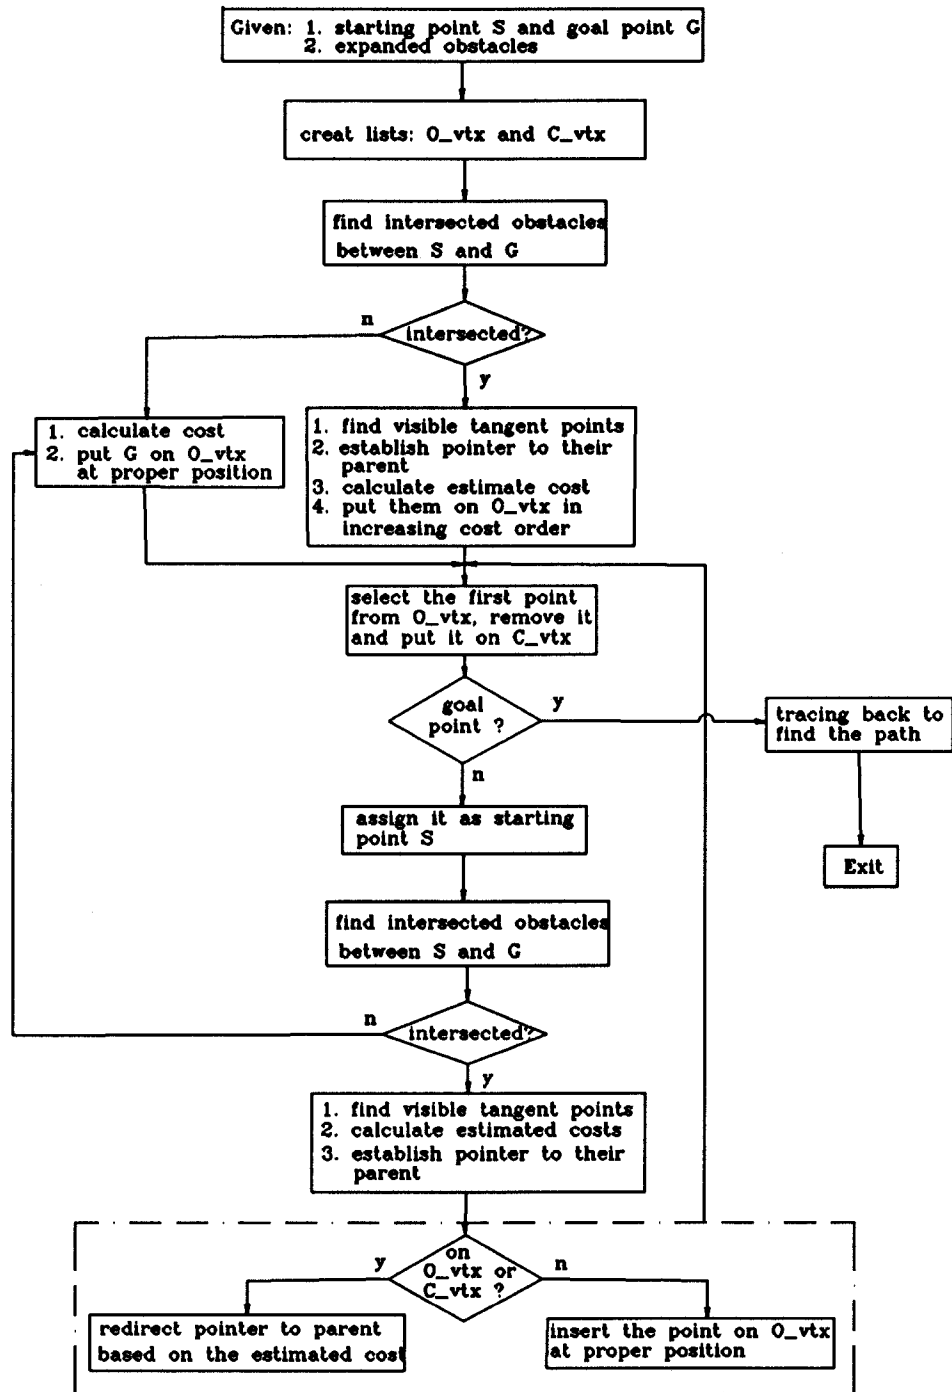 Given: 1. starting point S and goal point G
2. expanded obstacles
creat lists: O_vtx and C_vtx
find intersected obstacles
between S and G
n
intersected?
y
1. calculate cost
2. put G on O_vtx
at proper position
1. find visible tangent points
2. establish pointer to their
parent
3. calculate estimate cost
4. put them on O_vtx in
increasing cost order
select the first point
from O_vtx, remove it
and put it on C_vtx
goal
point ?
y
n
tracing back to
find the path
Exit
assign it as starting
point S
find intersected obstacles
between S and G
n
intersected?
y
1. find visible tangent points
2. calculate estimated costs
3. establish pointer to their
parent
y
on
O_vtx or
C_vtx ?
n
redirect pointer to parent
based on the estimated cost
insert the point on O_vtx
at proper position